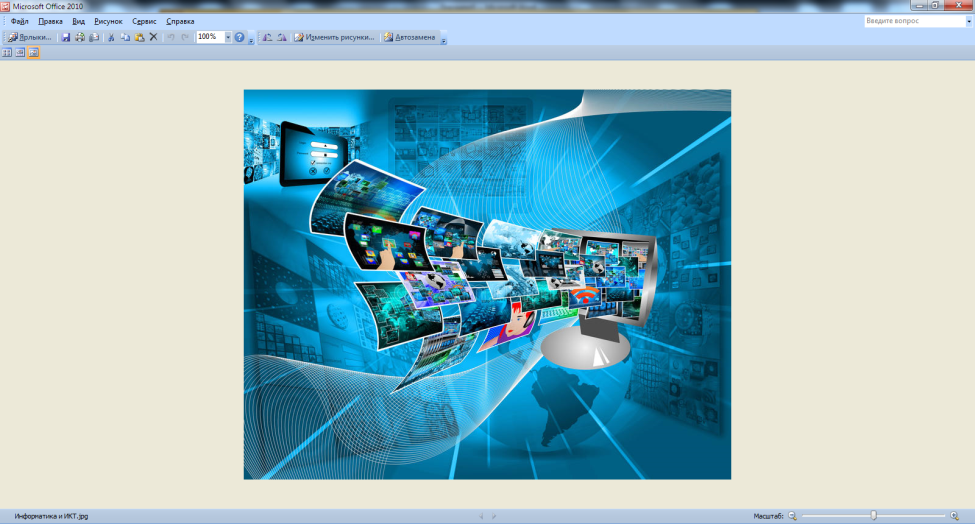 Microsoft Office 2010
Файл Правка Вид Рисунок Сервис Справка
Введите вопрос
Ярлыки... 100% Изменить рисунки... Автозамена
Информатика и ИКТ.jpg
Масштаб: